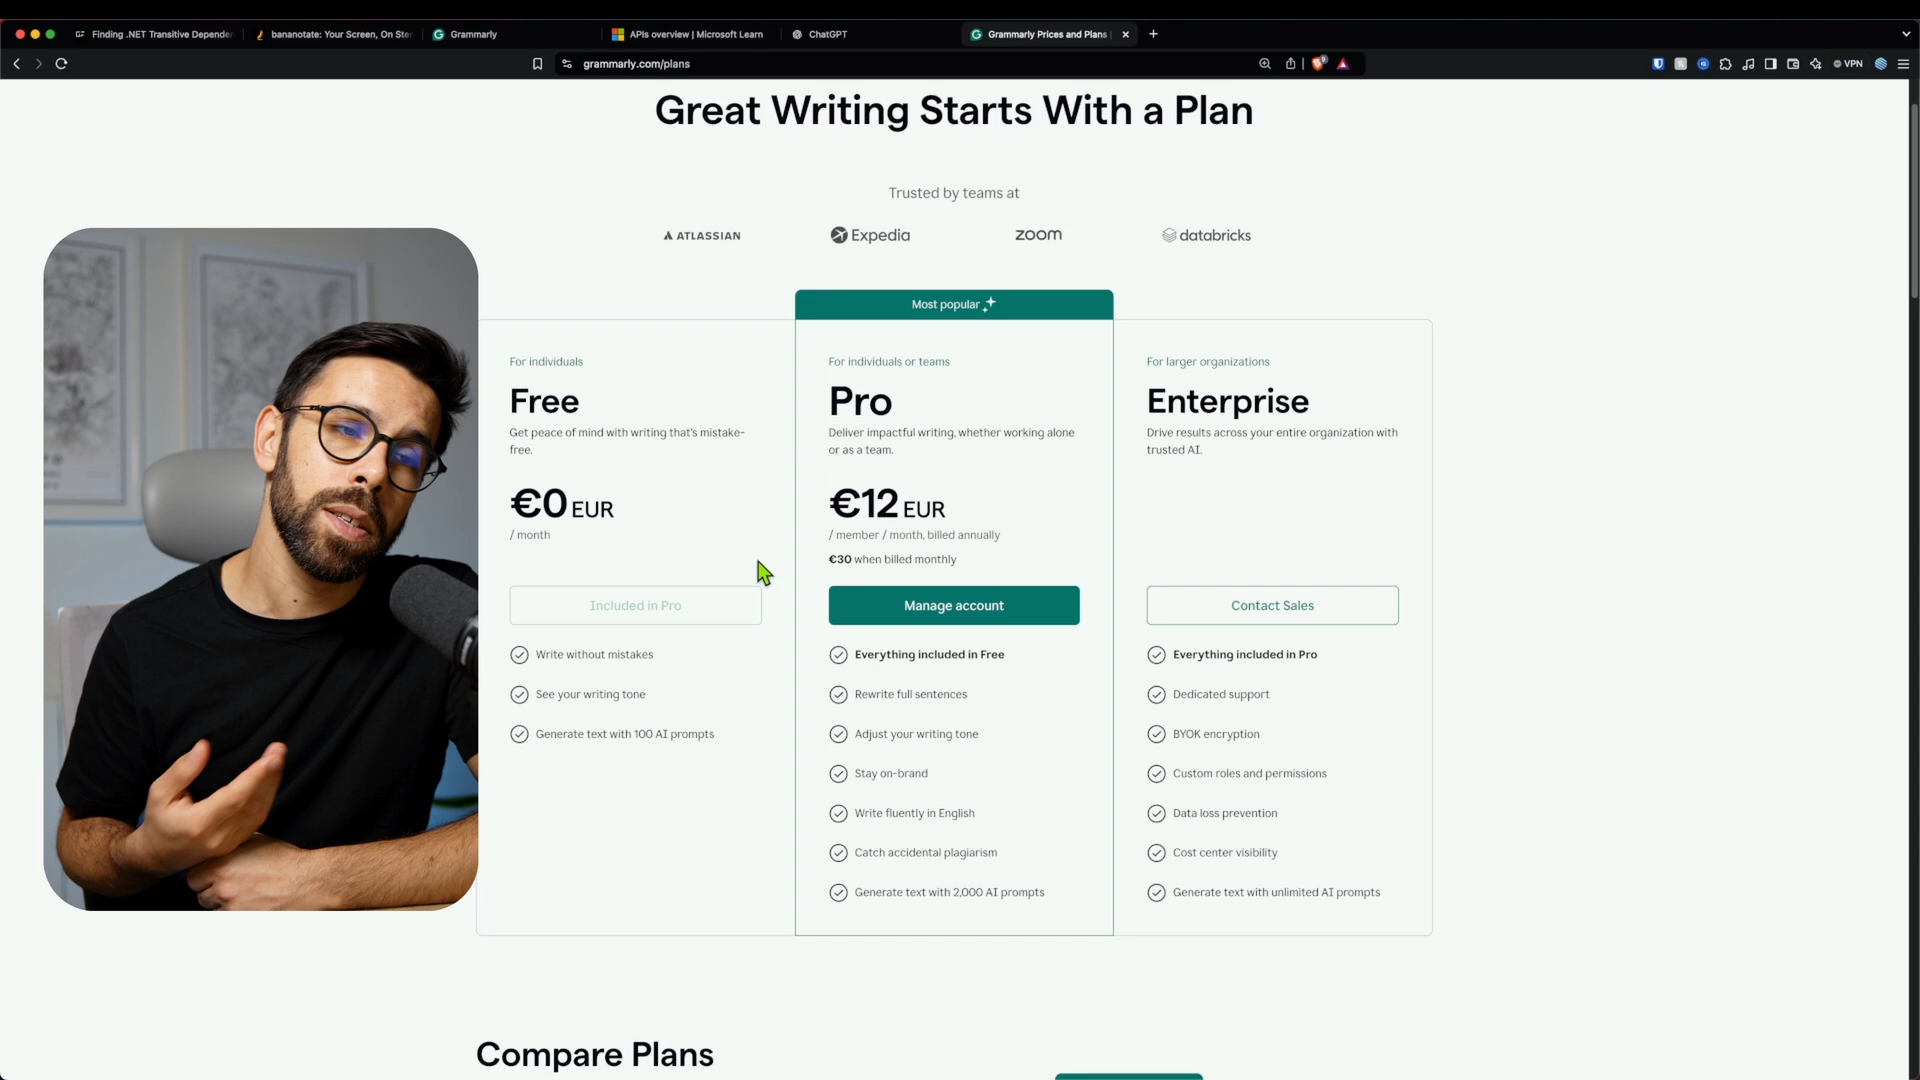 Finding .NET Transitive Depende
bananotate: Your Screen, On Ste
Grammarly
APIs overview | Microsoft Learn
ChatGPT
Grammarly Prices and Plans |
grammarly.com/plans
VPN
Great Writing Starts With a Plan
Trusted by teams at
ATLASSIAN
Expedia
zoom
databricks
Most popular
For individuals
Free
Get peace of mind with writing that's mistake-
free.
€0 EUR
/ month
Included in Pro
Write without mistakes
See your writing tone
Generate text with 100 AI prompts
For individuals or teams
Pro
Deliver impactful writing, whether working alone
or as a team.
€12 EUR
/ member / month, billed annually
€30 when billed monthly
Manage account
Everything included in Free
Rewrite full sentences
Adjust your writing tone
Stay on-brand
Write fluently in English
Catch accidental plagiarism
Generate text with 2,000 AI prompts
For larger organizations
Enterprise
Drive results across your entire organization with
trusted AI.
Contact Sales
Everything included in Pro
Dedicated support
BYOK encryption
Custom roles and permissions
Data loss prevention
Cost center visibility
Generate text with unlimited AI prompts
Compare Plans